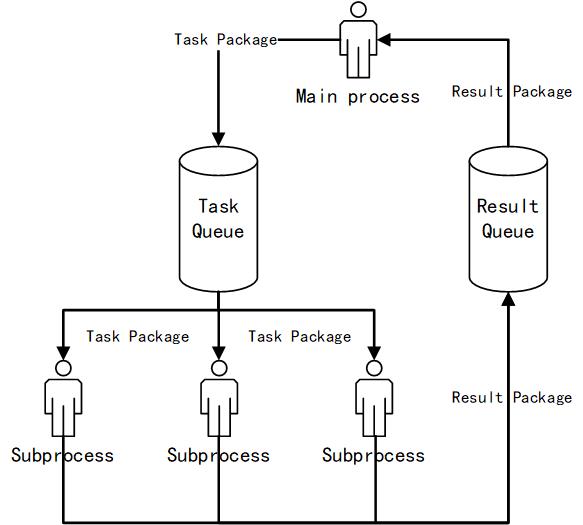 Task Package
Main process
Result Package
Task
Queue
Result
Queue
Task Package
Task Package
Result Package
Subprocess
Subprocess
Subprocess